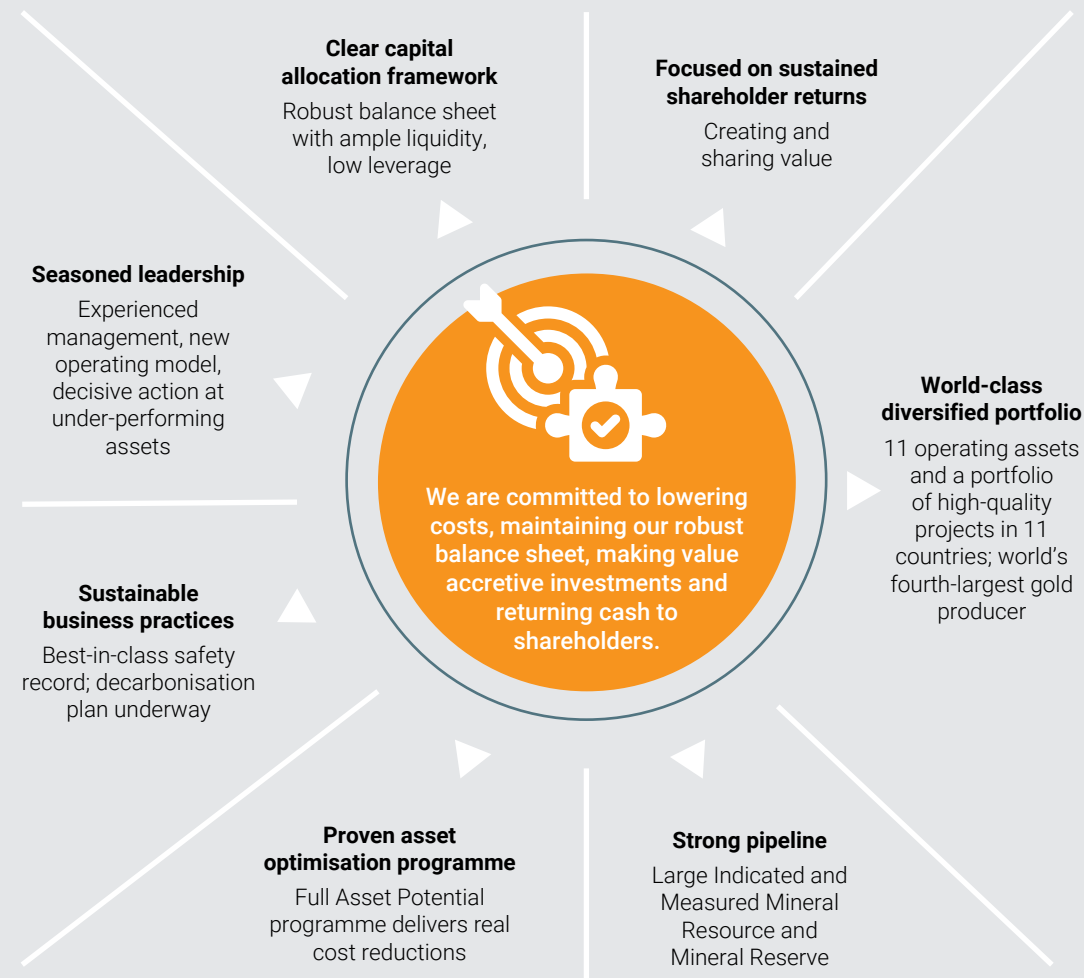 Clear capital
allocation framework
Robust balance sheet
with ample liquidity,
low leverage
Focused on sustained
shareholder returns
Creating and
sharing value
Seasoned leadership
Experienced
management, new
operating model,
decisive action at
under-performing
assets
We are committed to lowering
costs, maintaining our robust
balance sheet, making value
accretive investments and
returning cash to
shareholders.
World-class
diversified portfolio
11 operating assets
and a portfolio
of high-quality
projects in 11
countries; world’s
fourth-largest gold
producer
Sustainable
business practices
Best-in-class safety
record; decarbonisation
plan underway
Proven asset
optimisation programme
Full Asset Potential
programme delivers real
cost reductions
Strong pipeline
Large Indicated and
Measured Mineral
Resource and
Mineral Reserve